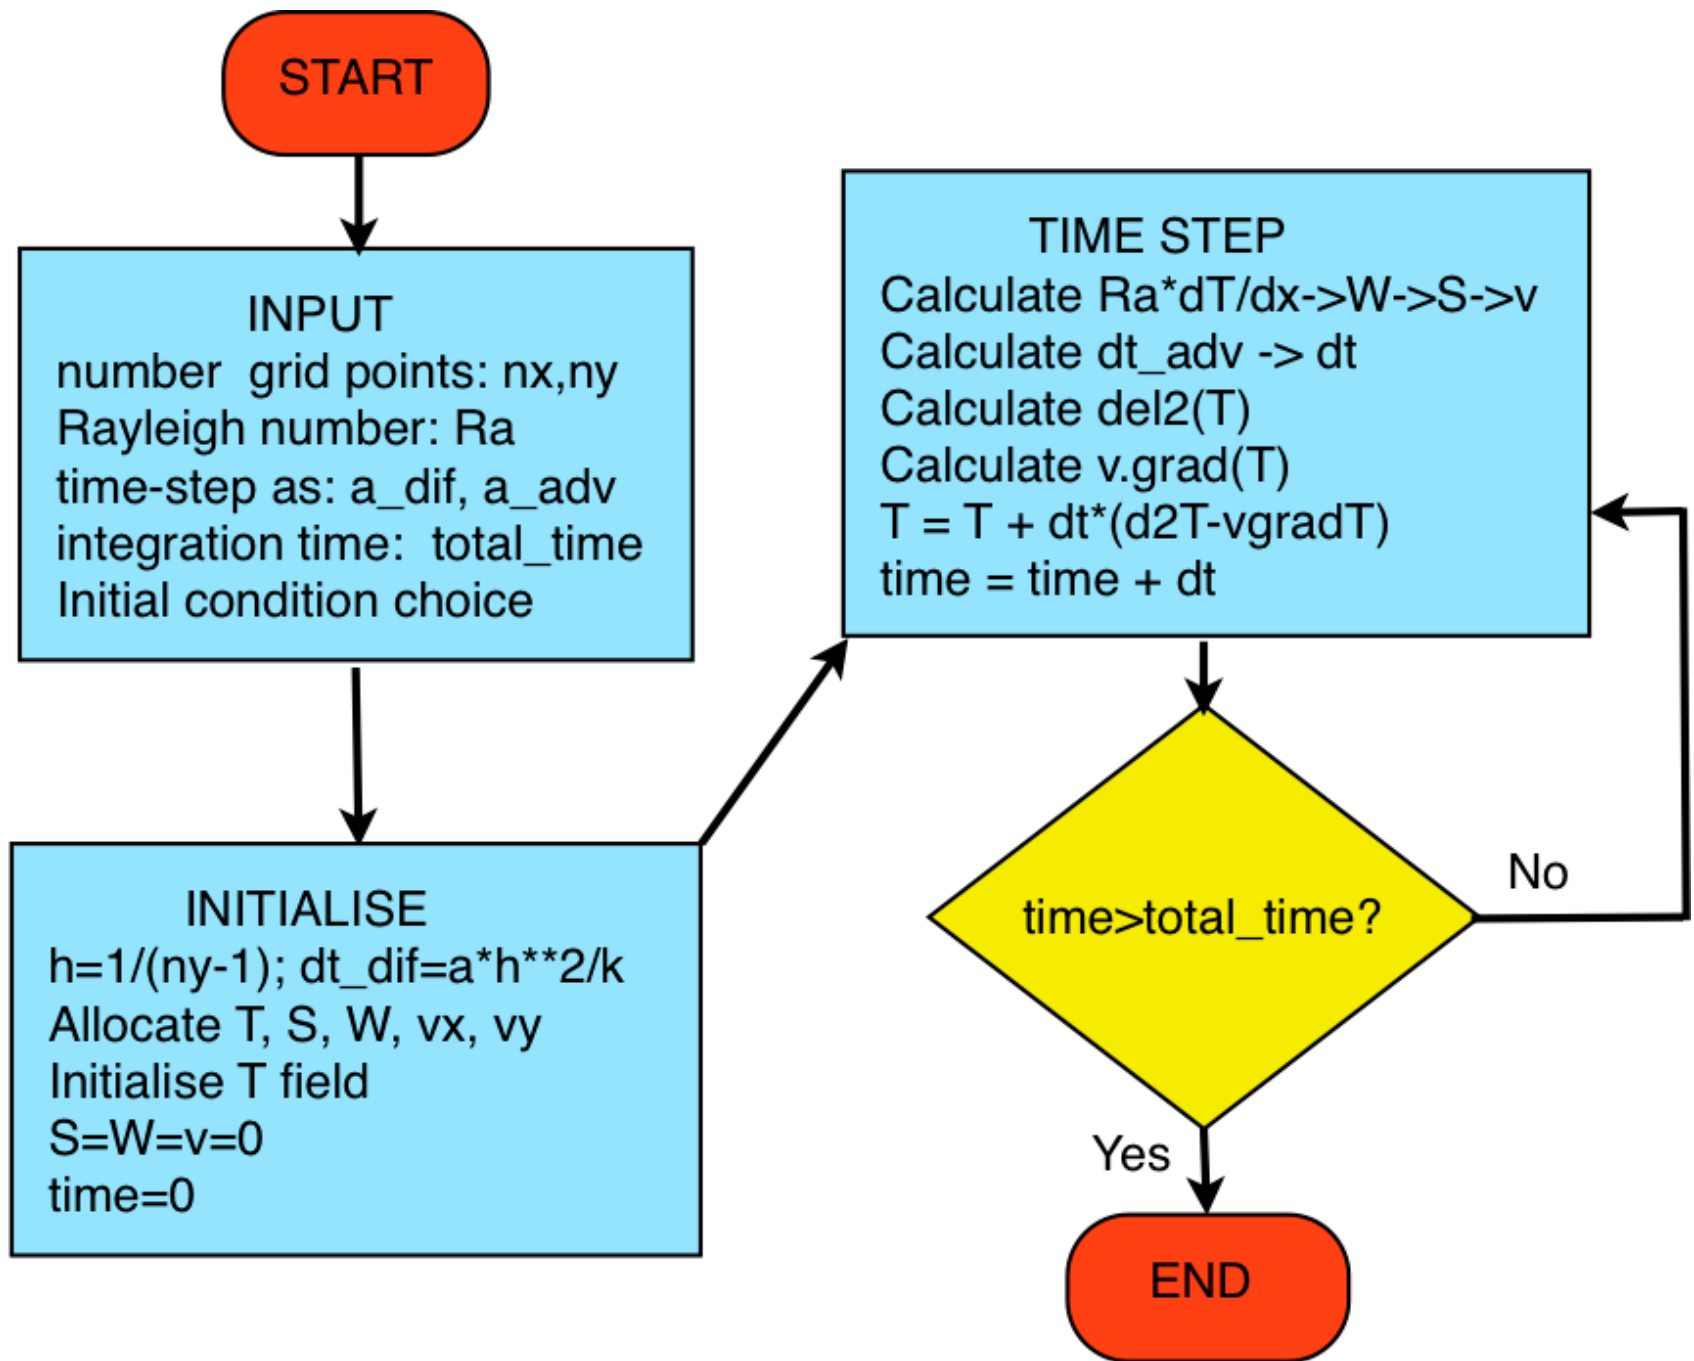 START
INPUT
number  grid points: nx,ny
Rayleigh number: Ra
time-step as: a_dif, a_adv
integration time:  total_time
Initial condition choice
INITIALISE
h=1/(ny-1); dt_dif=a*h**2/k
Allocate T, S, W, vx, vy
Initialise T field
S=W=v=0
time=0
TIME STEP
Calculate Ra*dT/dx->W->S->v
Calculate dt_adv -> dt
Calculate del2(T)
Calculate v.grad(T)
T = T + dt*(d2T-vgradT)
time = time + dt
time>total_time?
No
Yes
END